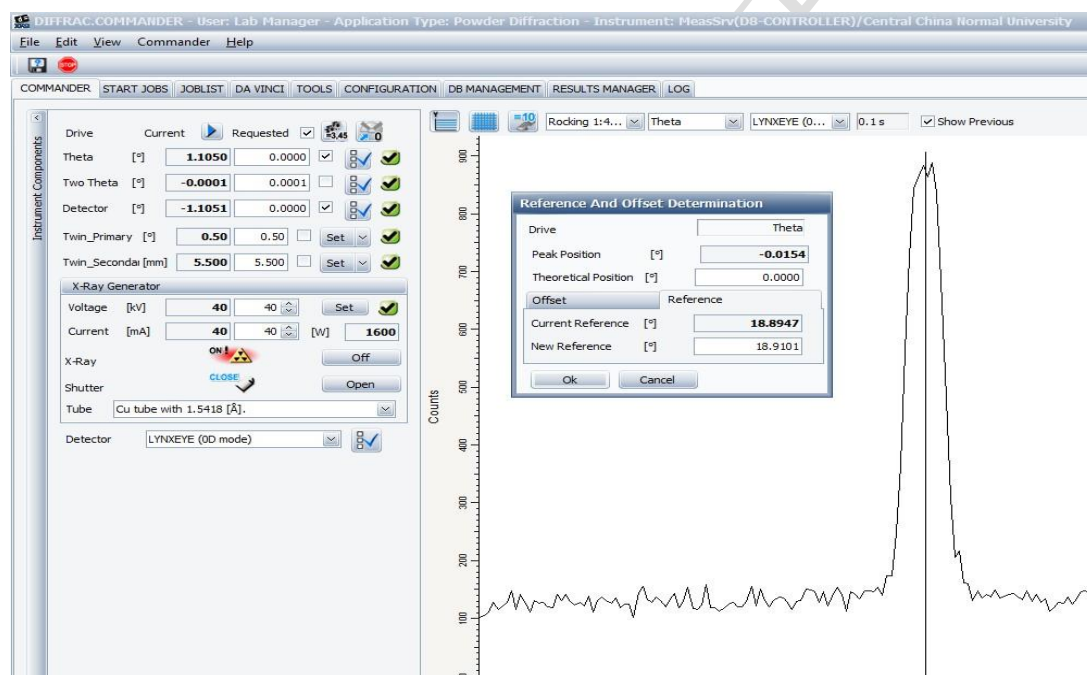 DIFFRAC.COMMANDER - User: Lab Manager - Application Type: Powder Diffraction - Instrument: MeasSrv(D8-CONTROLLER)/Central China Normal University
File Edit View Commander Help
STOP
COMMANDER START JOBS JOBLIST DA VINCI TOOLS CONFIGURATION DB MANAGEMENT RESULTS MANAGER LOG
Instrument Components
Drive Current Requested =3,45 0
Theta [°] 1.1050 0.0000
Two Theta [°] -0.0001 0.0001
Detector [°] -1.1051 0.0000
Twin_Primary [°] 0.50 0.50 Set
Twin_Secondar [mm] 5.500 5.500 Set
X-Ray Generator
Voltage [kV] 40 40 Set
Current [mA] 40 40 [W] 1600
X-Ray ON ! Off
Shutter CLOSE Open
Tube Cu tube with 1.5418 [Å].
Detector LYNXEYE (0D mode)
=10 Rocking 1:4... Theta LYNXEYE (0... 0.1 s Show Previous
Counts
900
800
700
600
500
400
300
200
100
Reference And Offset Determination
Drive Theta
Peak Position [°] -0.0154
Theoretical Position [°] 0.0000
Offset Reference
Current Reference [°] 18.8947
New Reference [°] 18.9101
Ok Cancel